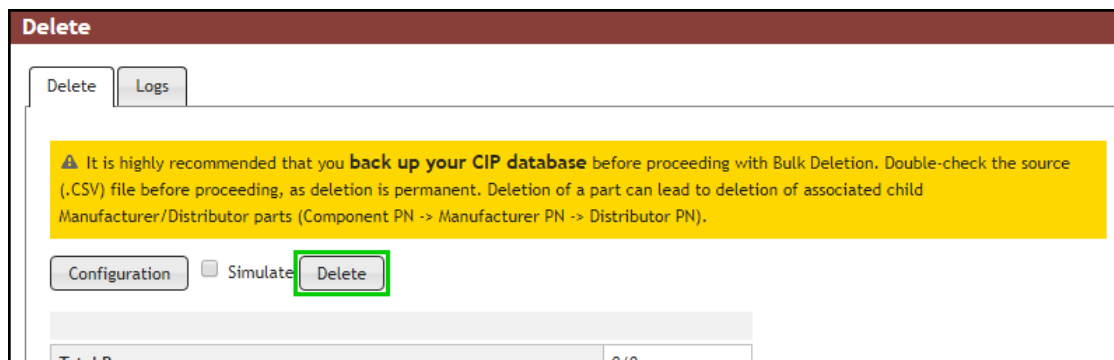 Delete
Delete Logs
It is highly recommended that you back up your CIP database before proceeding with Bulk Deletion. Double-check the source
(.CSV) file before proceeding, as deletion is permanent. Deletion of a part can lead to deletion of associated child
Manufacturer/Distributor parts (Component PN -> Manufacturer PN -> Distributor PN).
Configuration Simulate Delete